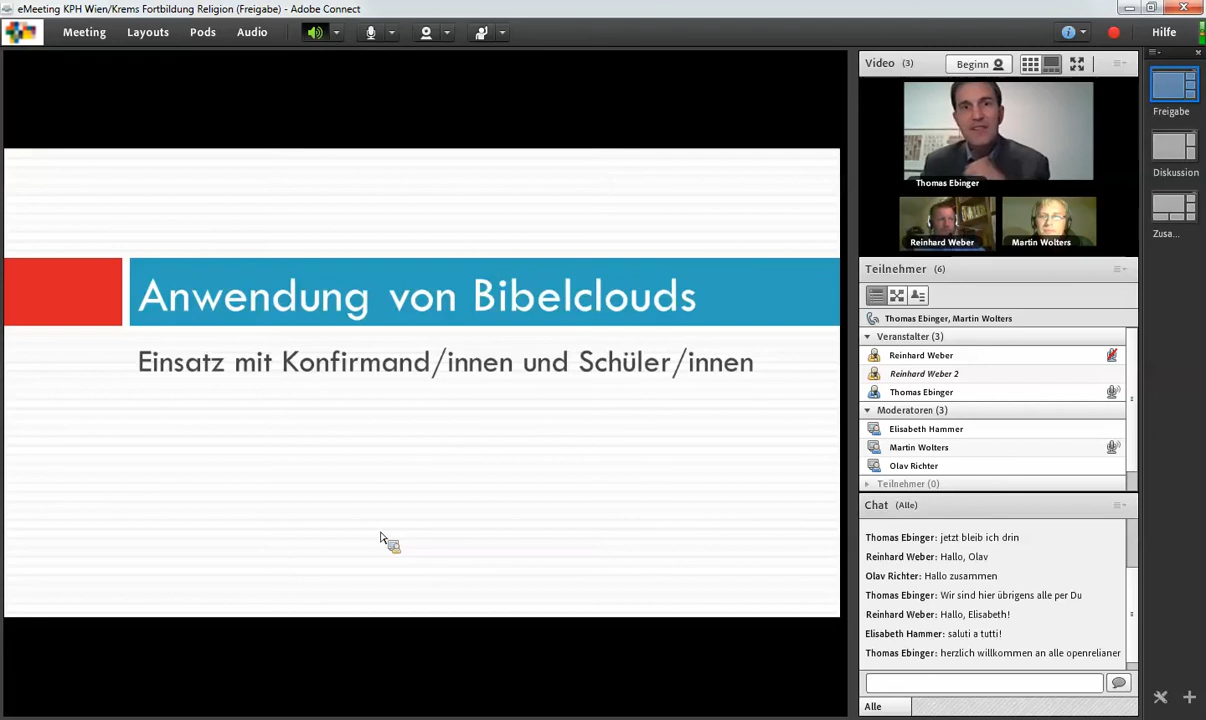 eMeeting KPH Wien/Krems Fortbildung Religion (Freigabe) - Adobe Connect
Meeting Layouts Pods Audio Hilfe
Anwendung von Bibelclouds
Einsatz mit Konfirmand/innen und Schüler/innen
Video (3) Beginn
Thomas Ebinger
Reinhard Weber Martin Wolters
Teilnehmer (6)
Thomas Ebinger, Martin Wolters
Veranstalter (3)
Reinhard Weber
Reinhard Weber 2
Thomas Ebinger
Moderatoren (3)
Elisabeth Hammer
Martin Wolters
Olav Richter
Teilnehmer (0)
Chat (Alle)
Thomas Ebinger: jetzt bleib ich drin
Reinhard Weber: Hallo, Olav
Olav Richter: Hallo zusammen
Thomas Ebinger: Wir sind hier übrigens alle per Du
Reinhard Weber: Hallo, Elisabeth!
Elisabeth Hammer: saluti a tutti!
Thomas Ebinger: herzlich willkommen an alle openrelianer
Alle
Freigabe
Diskussion
Zusa...